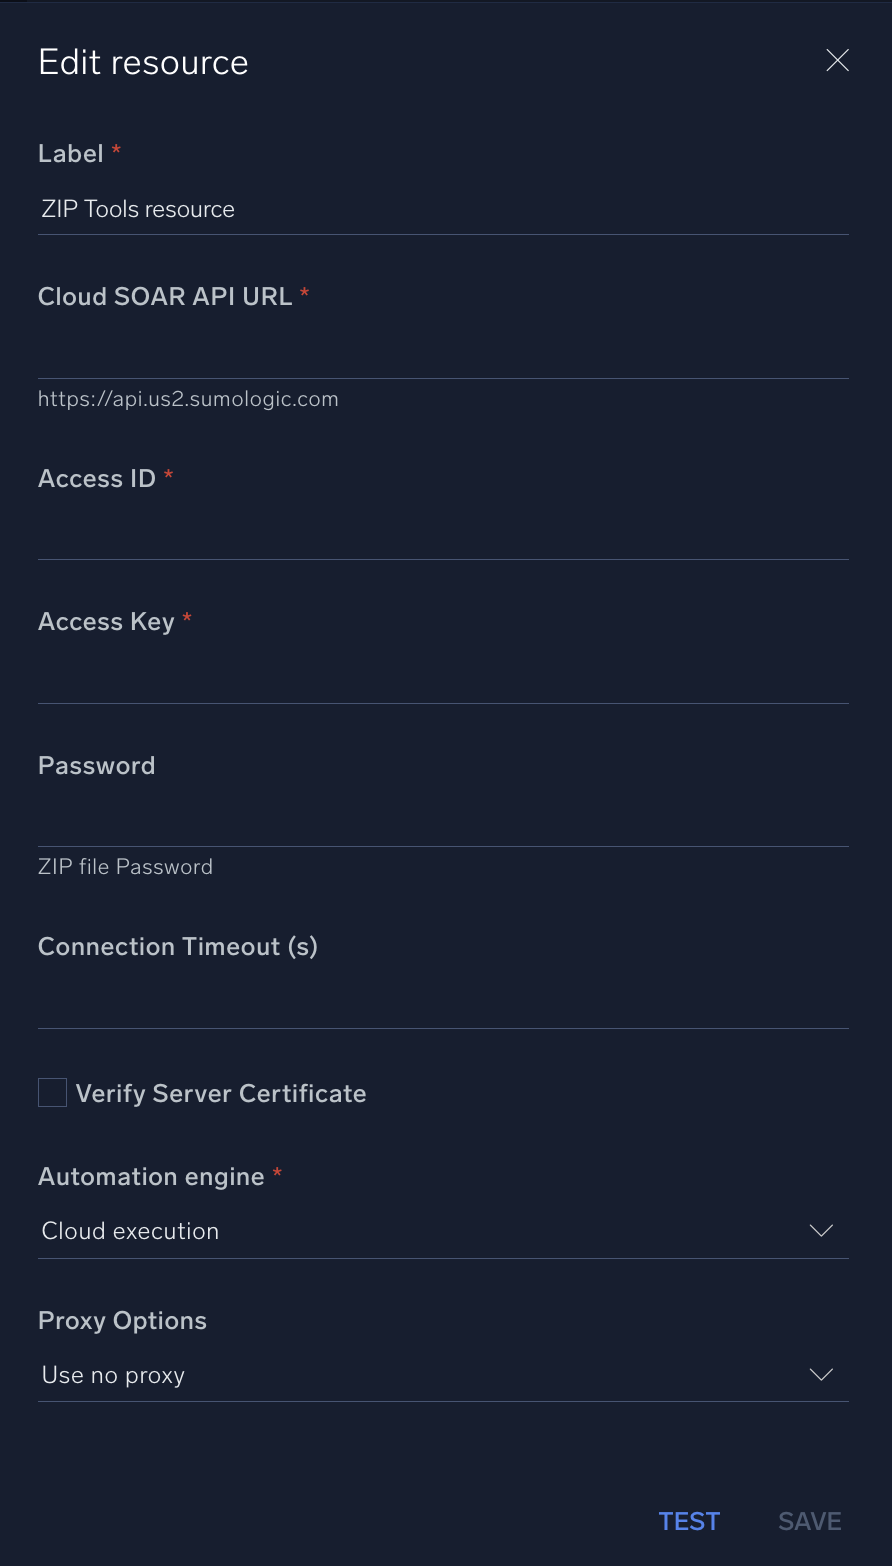 Edit resource
Label *
ZIP Tools resource
Cloud SOAR API URL *
https://api.us2.sumologic.com
Access ID *
Access Key *
Password
ZIP file Password
Connection Timeout (s)
Verify Server Certificate
Automation engine *
Cloud execution
Proxy Options
Use no proxy
TEST SAVE